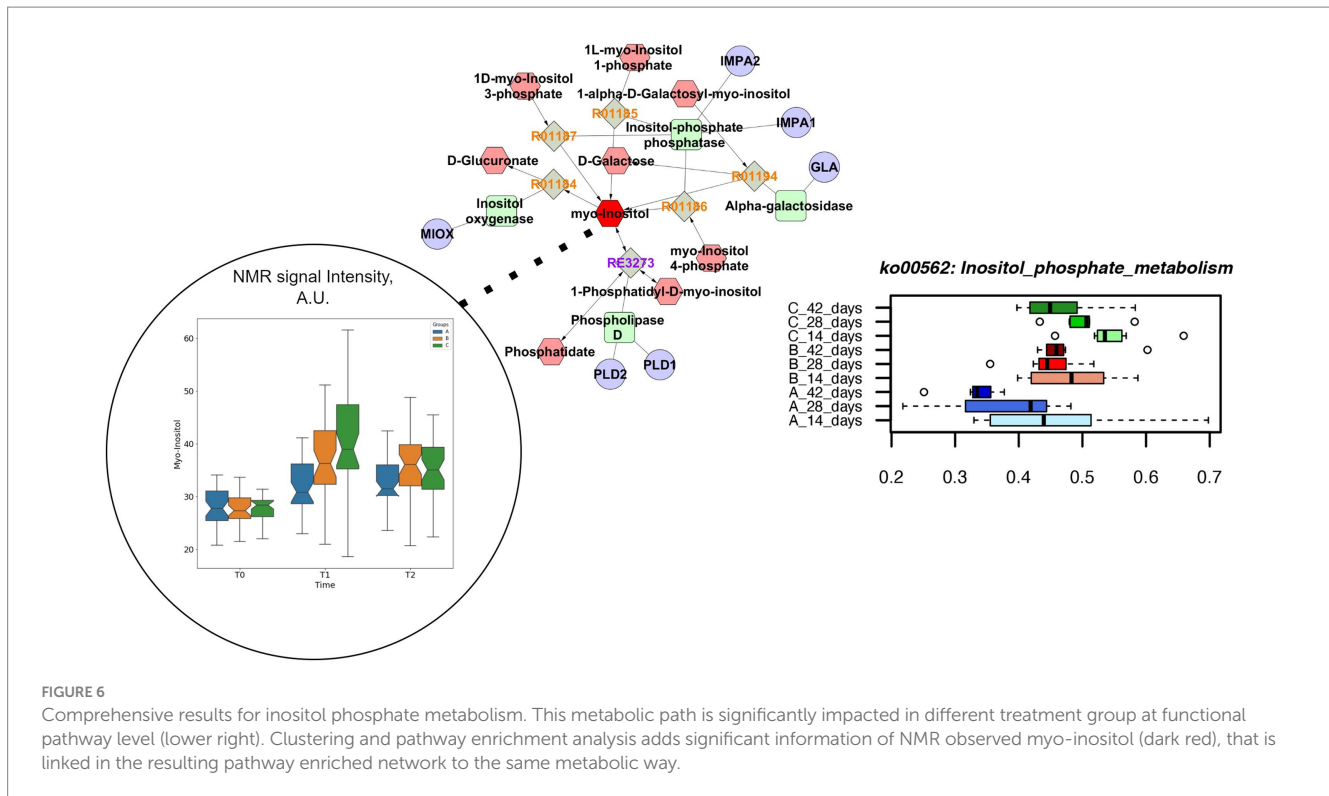 1L-myo-Inositol
1-phosphate
IMPA2
1D-myo-Inositol
3-phosphate
1-alpha-D-Galactosyl-myo-inositol
R01185
R01187
Inositol-phosphate
phosphatase
IMPA1
D-Glucuronate
D-Galactose
GLA
R01184
R01194
Inositol
oxygenase
myo-Inositol
R01186
Alpha-galactosidase
MIOX
myo-Inositol
4-phosphate
RE3273
1-Phosphatidyl-D-myo-inositol
Phospholipase
D
Phosphatidate
PLD2
PLD1
NMR signal Intensity,
A.U.
Groups
A
B
C
60
50
40
30
20
Myo-Inositol
T0
T1
T2
Time
ko00562: Inositol_phosphate_metabolism
C_42_days
C_28_days
C_14_days
B_42_days
B_28_days
B_14_days
A_42_days
A_28_days
A_14_days
0.2 0.3 0.4 0.5 0.6 0.7
FIGURE 6
Comprehensive results for inositol phosphate metabolism. This metabolic path is significantly impacted in different treatment group at functional
pathway level (lower right). Clustering and pathway enrichment analysis adds significant information of NMR observed myo-inositol (dark red), that is
linked in the resulting pathway enriched network to the same metabolic way.